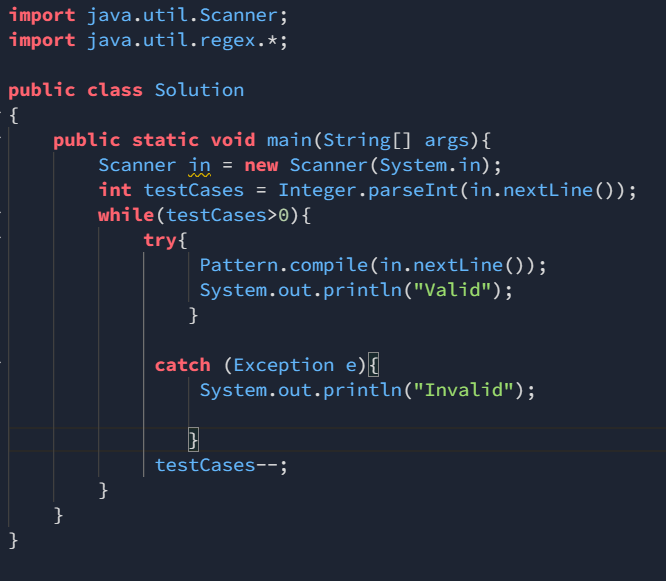 import java.util.Scanner;
import java.util.regex.*;
public class Solution
{
public static void main(String[] args){
Scanner in = new Scanner(System.in);
int testCases = Integer.parseInt(in.nextLine());
while(testCases>0){
try{
Pattern.compile(in.nextLine());
System.out.println("Valid");
}
catch (Exception e){
System.out.println("Invalid");
}
testCases--;
}
}
}